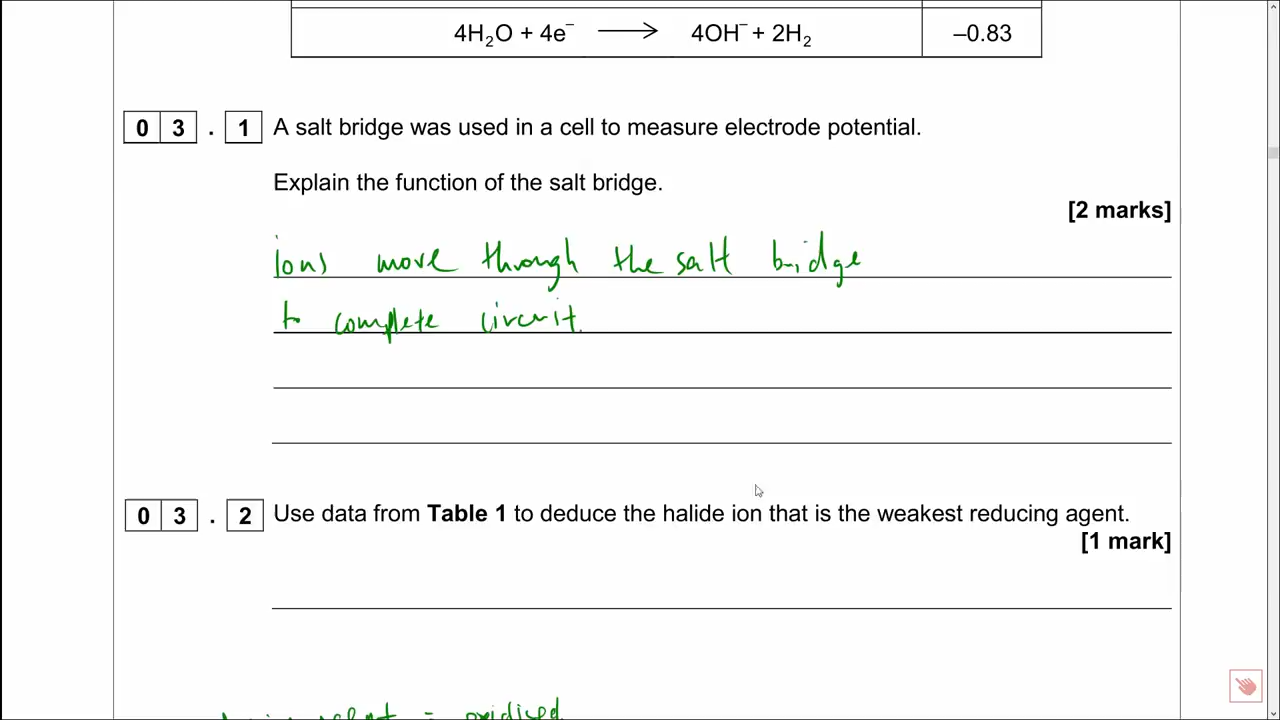 4H₂O + 4e⁻ ⟶ 4OH⁻ + 2H₂ –0.83
0 3 . 1 A salt bridge was used in a cell to measure electrode potential.
Explain the function of the salt bridge.
[2 marks]
ions move through the salt bridge
to complete circuit.
0 3 . 2 Use data from Table 1 to deduce the halide ion that is the weakest reducing agent.
[1 mark]
agent = oxidised